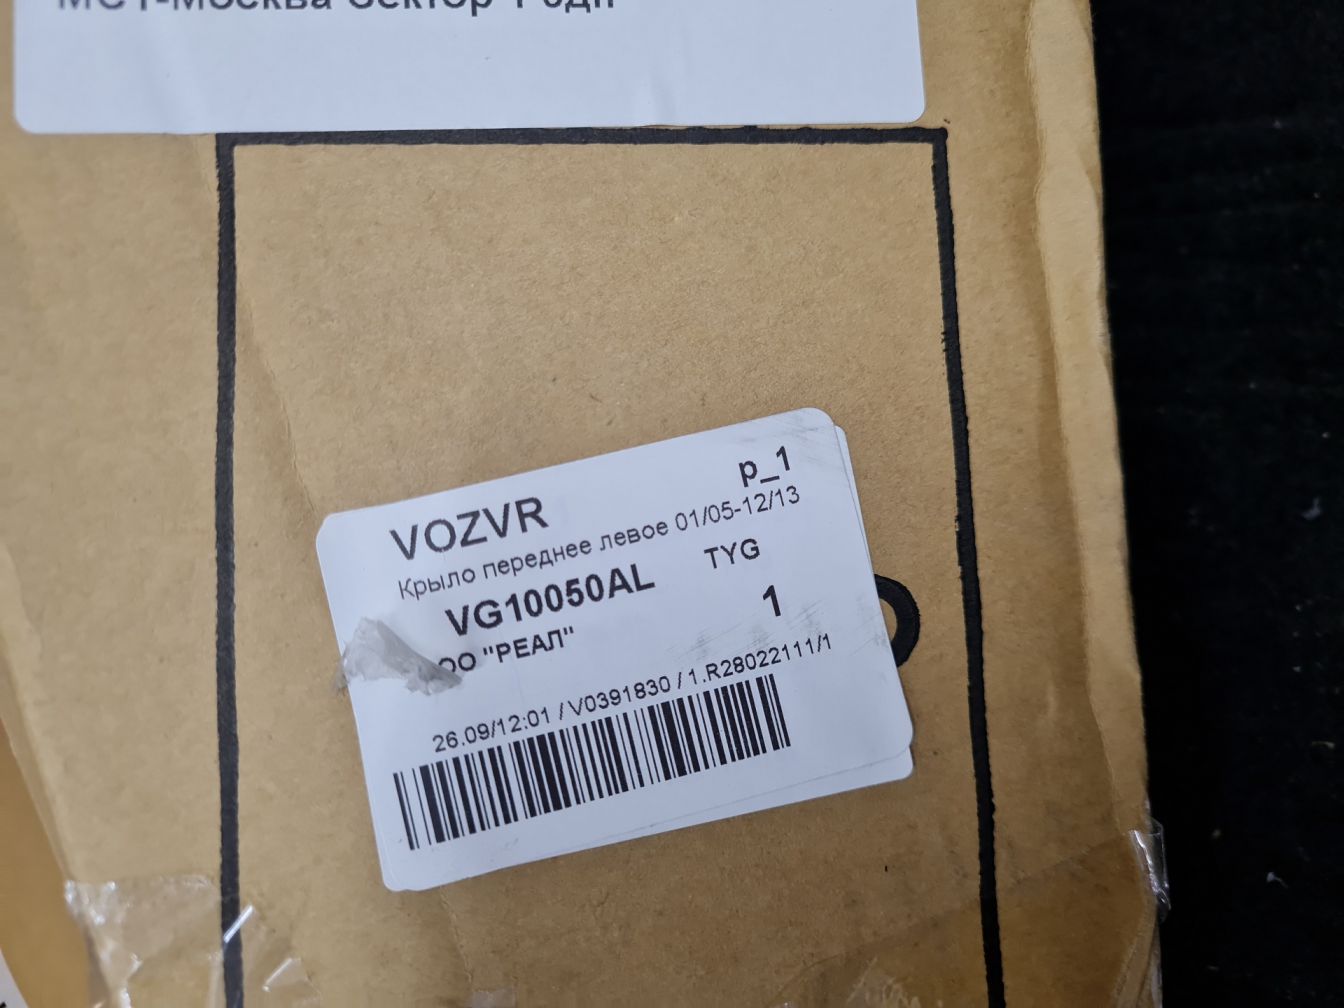 VOZVR
p_1
Крыло переднее левое 01/05-12/13
VG10050AL
TYG
ОО "РЕАЛ"
1
26.09/12:01 / V0391830 / 1.R28022111/1